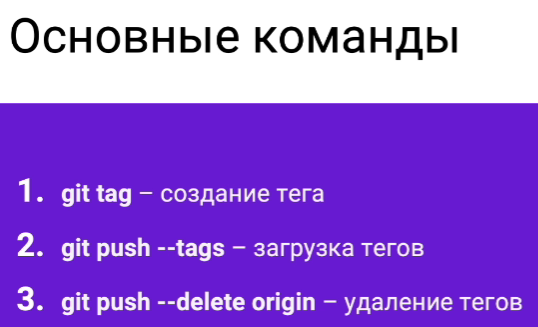 Основные команды
1. git tag – создание тега
2. git push --tags – загрузка тегов
3. git push --delete origin – удаление тегов